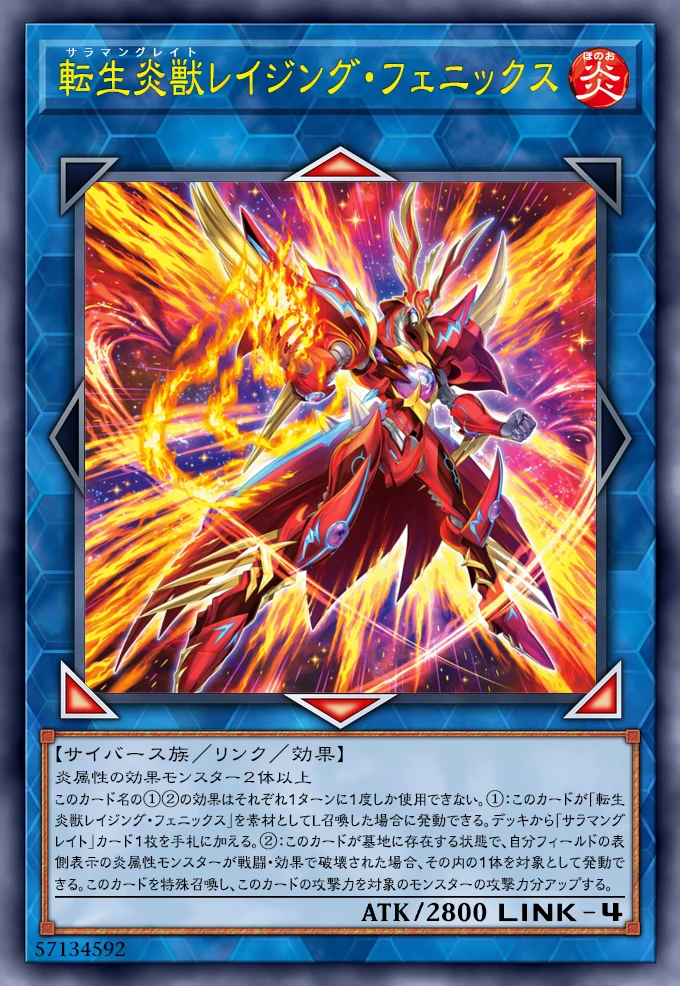 サラマングレイト
転生炎獣レイジング・フェニックス
ほのお
炎
【サイバース族／リンク／効果】
炎属性の効果モンスター２体以上
このカード名の①②の効果はそれぞれ1ターンに1度しか使用できない。①：このカードが「転生
炎獣レイジング・フェニックス」を素材としてL召喚した場合に発動できる。デッキから「サラマング
レイト」カード1枚を手札に加える。②：このカードが墓地に存在する状態で、自分フィールドの表
側表示の炎属性モンスターが戦闘・効果で破壊された場合、その内の1体を対象として発動で
きる。このカードを特殊召喚し、このカードの攻撃力を対象のモンスターの攻撃力分アップする。
ATK/2800 LINK-4
57134592